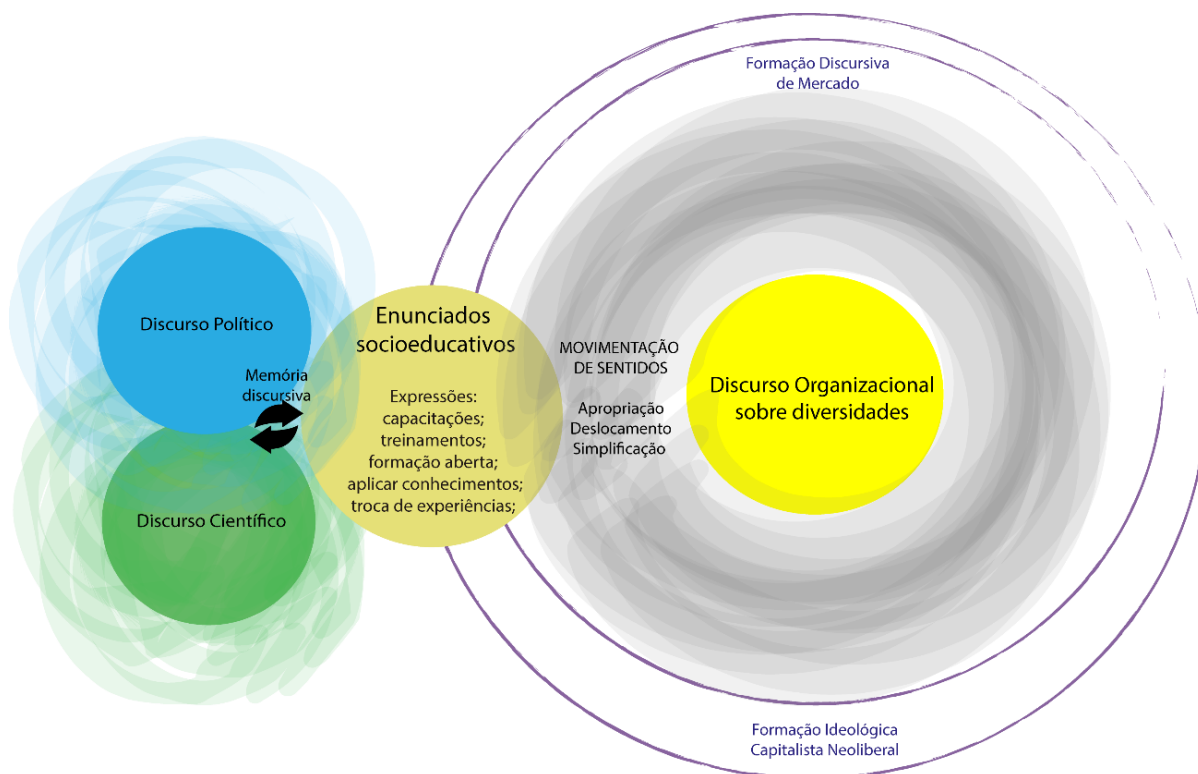 Formação Discursiva
de Mercado
Discurso Político
Memória
discursiva
Discurso Científico
Enunciados
socioeducativos
Expressões:
capacitações;
treinamentos;
formação aberta;
aplicar conhecimentos;
troca de experiências;
MOVIMENTAÇÃO
DE SENTIDOS
Apropriação
Deslocamento
Simplificação
Discurso Organizacional
sobre diversidades
Formação Ideológica
Capitalista Neoliberal